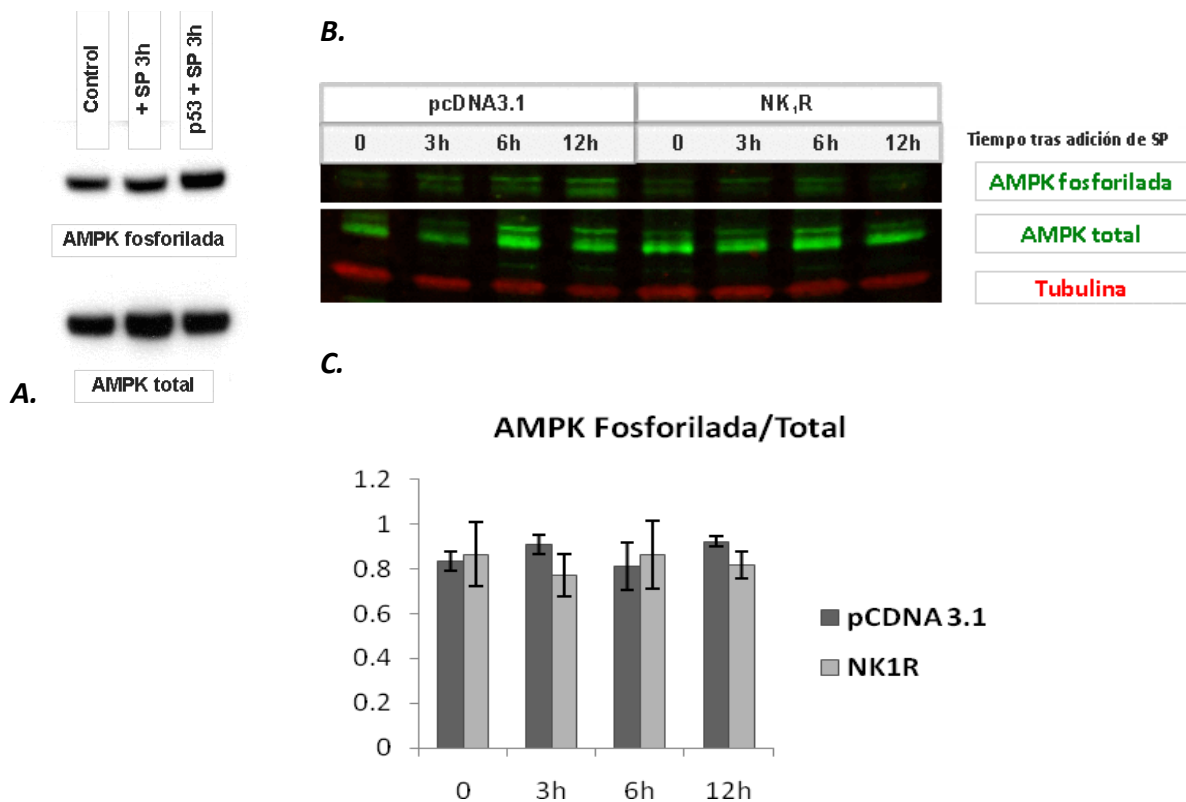 Control
+ SP 3h
p53 + SP 3h
AMPK fosforilada
AMPK total
A.
B.
pcDNA3.1 NK1R
0 3h 6h 12h 0 3h 6h 12h
Tiempo tras adición de SP
AMPK fosforilada
AMPK total
Tubulina
C.
AMPK Fosforilada/Total
1.2
1
0.8
0.6
0.4
0.2
0
0 3h 6h 12h
pCDNA 3.1
NK1R